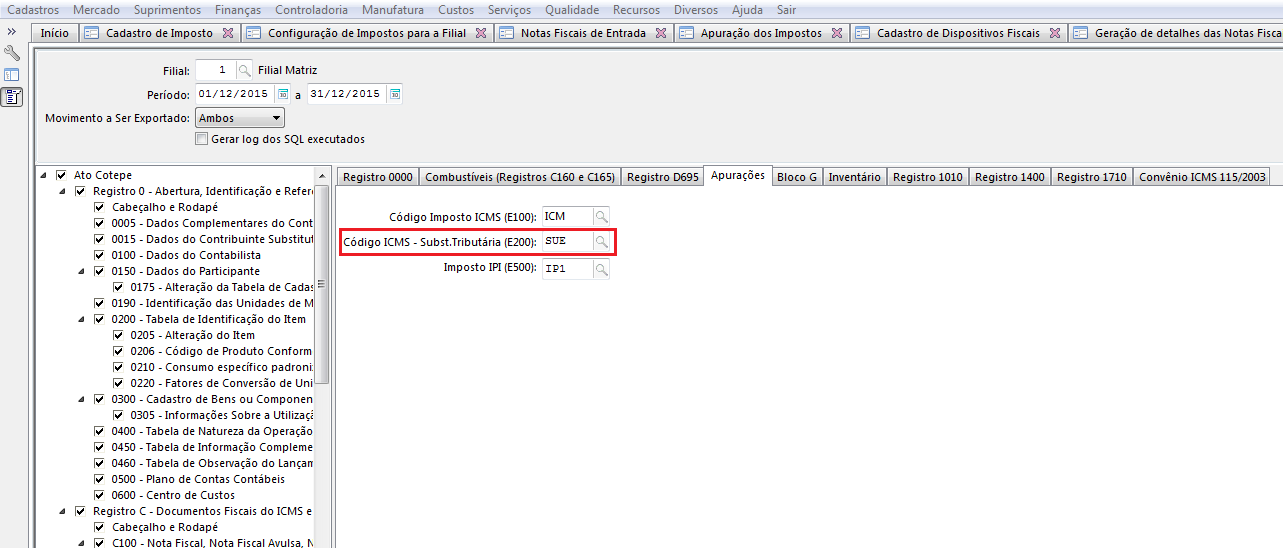 Cadastros Mercado Suprimentos Finanças Controladoria Manufatura Custos Serviços Qualidade Recursos Diversos Ajuda Sair
Início Cadastro de Imposto Configuração de Impostos para a Filial Notas Fiscais de Entrada Apuração dos Impostos Cadastro de Dispositivos Fiscais Geração de detalhes das Notas Fisca
Filial: 1 Filial Matriz
Período: 01/12/2015 a 31/12/2015
Movimento a Ser Exportado: Ambos
Gerar log dos SQL executados
Ato Cotepe
Registro 0 - Abertura, Identificação e Refere
Cabeçalho e Rodapé
0005 - Dados Complementares do Cont
0015 - Dados do Contribuinte Substitut
0100 - Dados do Contabilista
0150 - Dados do Participante
0175 - Alteração da Tabela de Cadas
0190 - Identificação das Unidades de M
0200 - Tabela de Identificação do Item
0205 - Alteração do Item
0206 - Código de Produto Conform
0210 - Consumo específico padroniz
0220 - Fatores de Conversão de Uni
0300 - Cadastro de Bens ou Componen
0305 - Informações Sobre a Utilizaçã
0400 - Tabela de Natureza da Operação
0450 - Tabela de Informação Compleme
0460 - Tabela de Observação do Lançam
0500 - Plano de Contas Contábeis
0600 - Centro de Custos
Registro C - Documentos Fiscais do ICMS e
Cabeçalho e Rodapé
C100 - Nota Fiscal, Nota Fiscal Avulsa, N
Registro 0000 Combustíveis (Registros C160 e C165) Registro D695 Apurações Bloco G Inventário Registro 1010 Registro 1400 Registro 1710 Convênio ICMS 115/2003
Código Imposto ICMS (E100): ICM
Código ICMS - Subst.Tributária (E200): SUE
Imposto IPI (E500): IP1